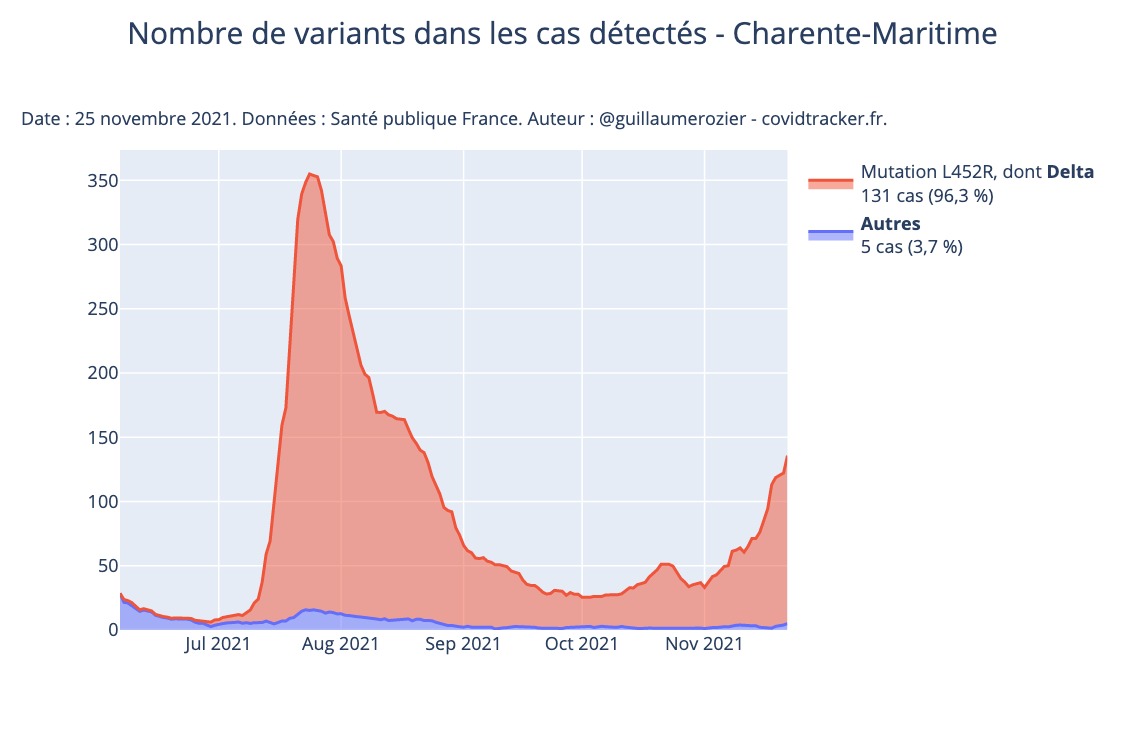 Nombre de variants dans les cas détectés - Charente-Maritime
Date : 25 novembre 2021. Données : Santé publique France. Auteur : @guillaumerozier - covidtracker.fr.
350
300
250
200
150
100
50
0
Jul 2021
Aug 2021
Sep 2021
Oct 2021
Nov 2021
Mutation L452R, dont Delta
131 cas (96,3 %)
Autres
5 cas (3,7 %)